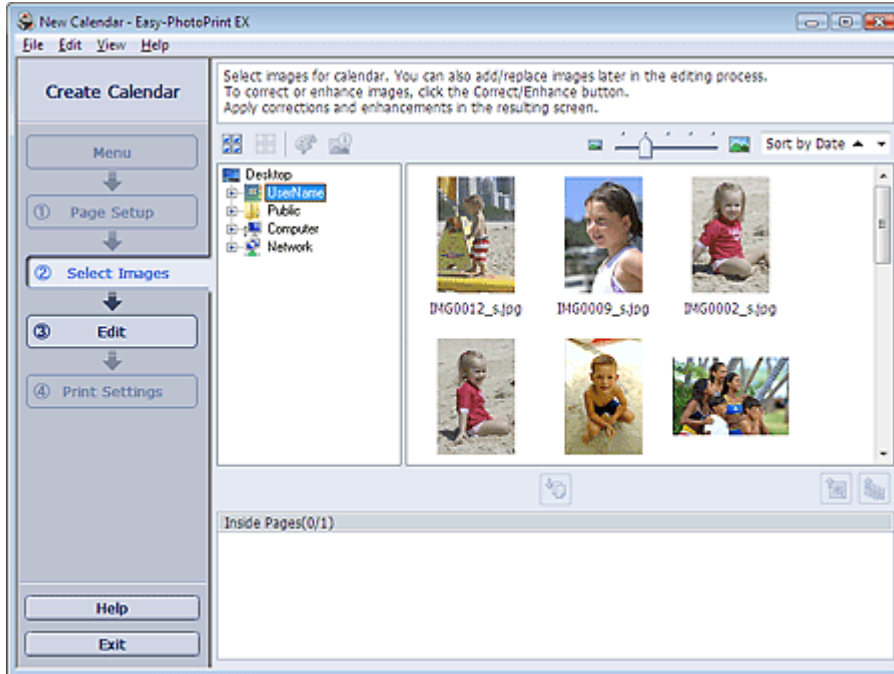 New Calendar - Easy-PhotoPrint EX
File Edit View Help
Create Calendar
Select images for calendar. You can also add/replace images later in the editing process.
To correct or enhance images, click the Correct/Enhance button.
Apply corrections and enhancements in the resulting screen.
Menu
① Page Setup
② Select Images
③ Edit
④ Print Settings
Help
Exit
Sort by Date
Desktop
UserName
Public
Computer
Network
IMG0012_s.jpg IMG0009_s.jpg IMG0002_s.jpg
Inside Pages(0/1)